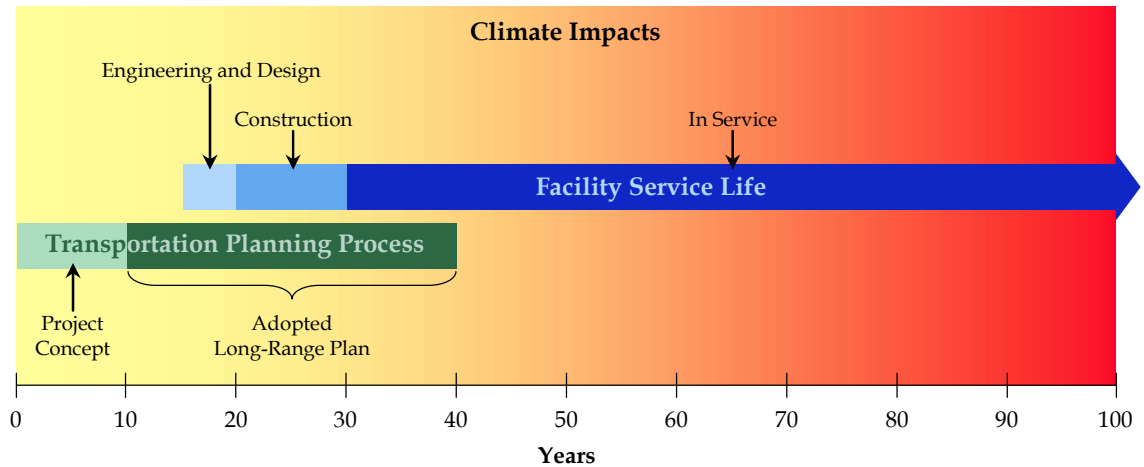 Climate Impacts
Engineering and Design
Construction
In Service
Facility Service Life
Transportation Planning Process
Project
Concept
Adopted
Long-Range Plan
0 10 20 30 40 50 60 70 80 90 100
Years